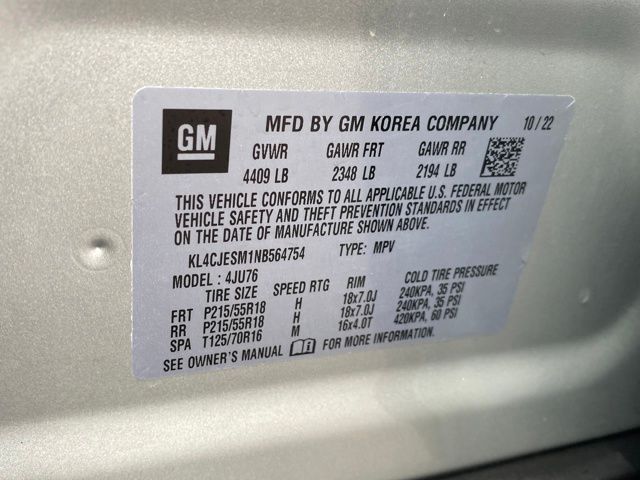 GM MFD BY GM KOREA COMPANY 10 / 22
GVWR GAWR FRT GAWR RR
4409 LB 2348 LB 2194 LB
THIS VEHICLE CONFORMS TO ALL APPLICABLE U.S. FEDERAL MOTOR
VEHICLE SAFETY AND THEFT PREVENTION STANDARDS IN EFFECT
ON THE DATE OF MANUFACTURE SHOWN ABOVE.
KL4CJESM1NB564754 TYPE: MPV
MODEL : 4JU76
TIRE SIZE SPEED RTG RIM COLD TIRE PRESSURE
FRT P215/55R18 H 18x7.0J 240KPA, 35 PSI
RR P215/55R18 H 18x7.0J 240KPA, 35 PSI
SPA T125/70R16 M 16x4.0T 420KPA, 60 PSI
SEE OWNER'S MANUAL FOR MORE INFORMATION.